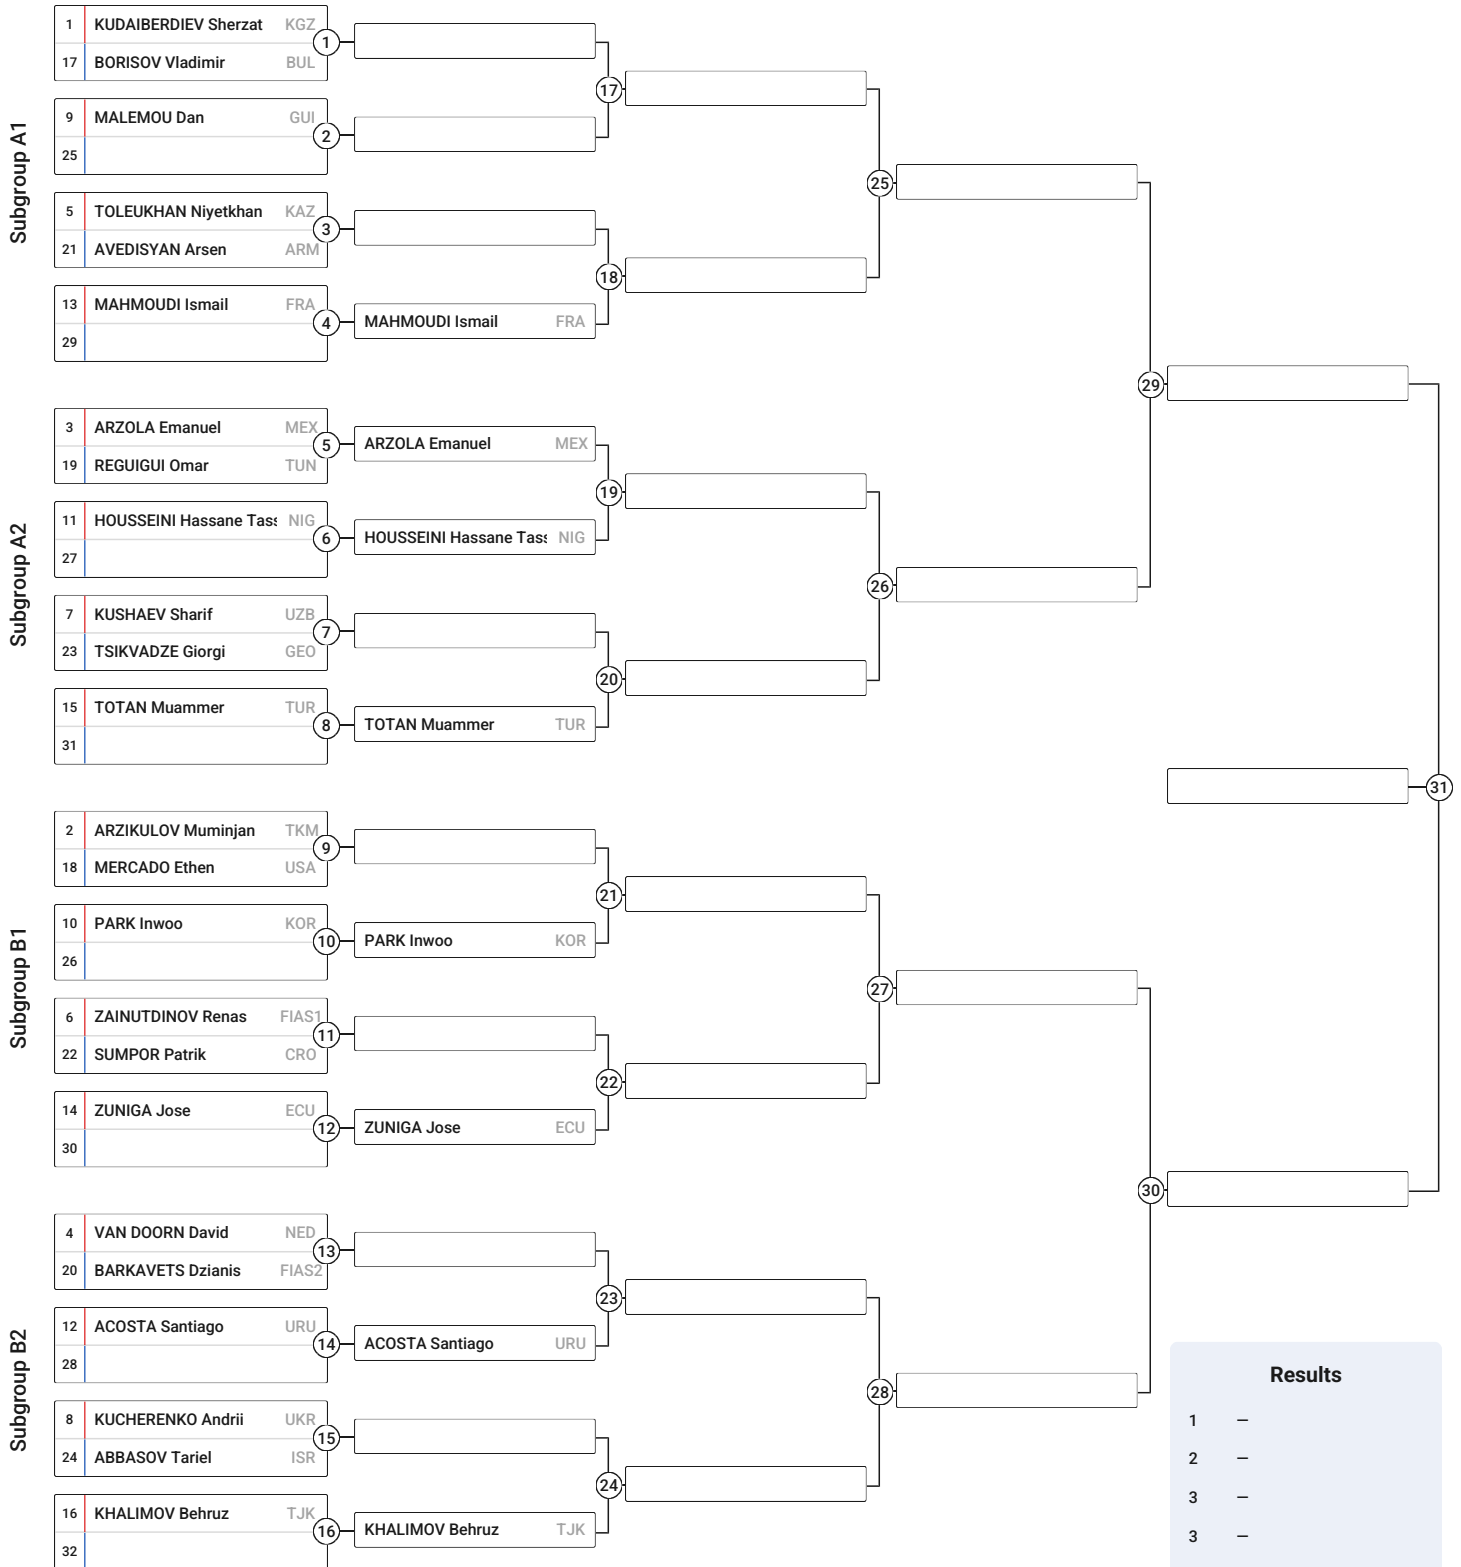 Subgroup A1
1 KUDAIBERDIEV Sherzat KGZ
17 BORISOV Vladimir BUL
1
9 MALEMOU Dan GUI
25
2
5 TOLEUKHAN Niyetkhan KAZ
21 AVEDISYAN Arsen ARM
3
13 MAHMOUDI Ismail FRA
29
4
MAHMOUDI Ismail FRA
17
18
25
Subgroup A2
3 ARZOLA Emanuel MEX
19 REGUIGUI Omar TUN
5
ARZOLA Emanuel MEX
11 HOUSSEINI Hassane Tass NIG
27
6
HOUSSEINI Hassane Tass NIG
7 KUSHAEV Sharif UZB
23 TSIKVADZE Giorgi GEO
7
15 TOTAN Muammer TUR
31
8
TOTAN Muammer TUR
19
20
26
29
Subgroup B1
2 ARZIKULOV Muminjan TKM
18 MERCADO Ethen USA
9
10 PARK Inwoo KOR
26
10
PARK Inwoo KOR
6 ZAINUTDINOV Renas FIAS1
22 SUMPOR Patrik CRO
11
14 ZUNIGA Jose ECU
30
12
ZUNIGA Jose ECU
21
22
27
31
Subgroup B2
4 VAN DOORN David NED
20 BARKAVETS Dzianis FIAS2
13
12 ACOSTA Santiago URU
28
14
ACOSTA Santiago URU
8 KUCHERENKO Andrii UKR
24 ABBASOV Tariel ISR
15
16 KHALIMOV Behruz TJK
32
16
KHALIMOV Behruz TJK
23
24
28
30
Results
1 –
2 –
3 –
3 –